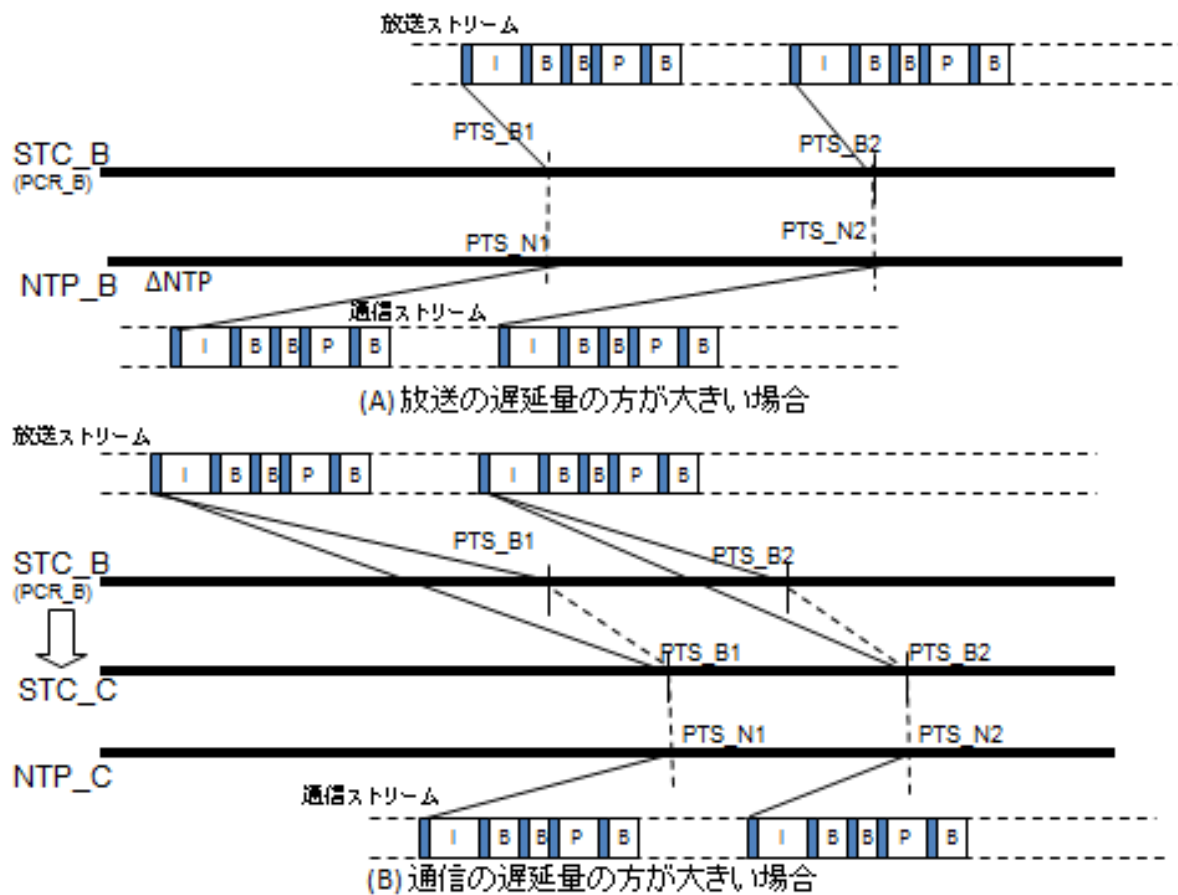 放送ストリーム
I B B P B I B B P B
PTS_B1 PTS_B2
STC_B
(PCR_B)
PTS_N1 PTS_N2
NTP_B ΔNTP
通信ストリーム
I B B P B I B B P B
(A) 放送の遅延量の方が大きい場合
放送ストリーム
I B B P B I B B P B
PTS_B1 PTS_B2
STC_B
(PCR_B)
PTS_B1 PTS_B2
STC_C
PTS_N1 PTS_N2
NTP_C
通信ストリーム
I B B P B I B B P B
(B) 通信の遅延量の方が大きい場合